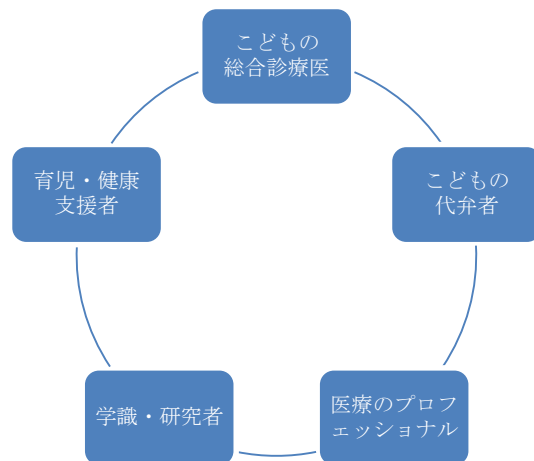 こどもの
総合診療医
育児・健康
支援者
こどもの
代弁者
学識・研究者
医療のプロフ
ェッショナル